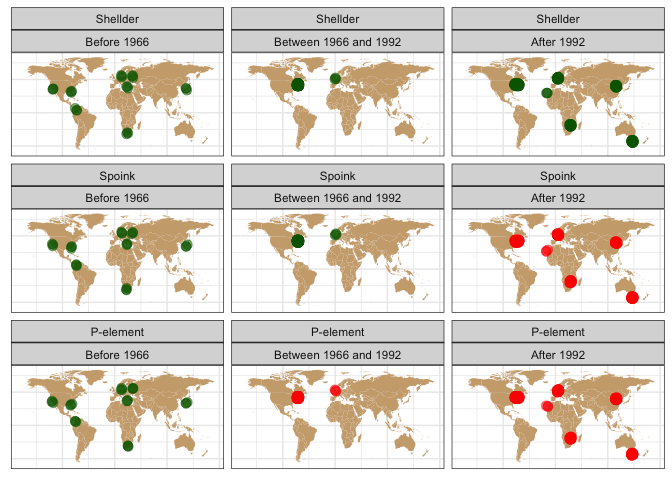 Shellder
Shellder
Shellder
Before 1966
Between 1966 and 1992
After 1992
Spoink
Spoink
Spoink
Before 1966
Between 1966 and 1992
After 1992
P-element
P-element
P-element
Before 1966
Between 1966 and 1992
After 1992